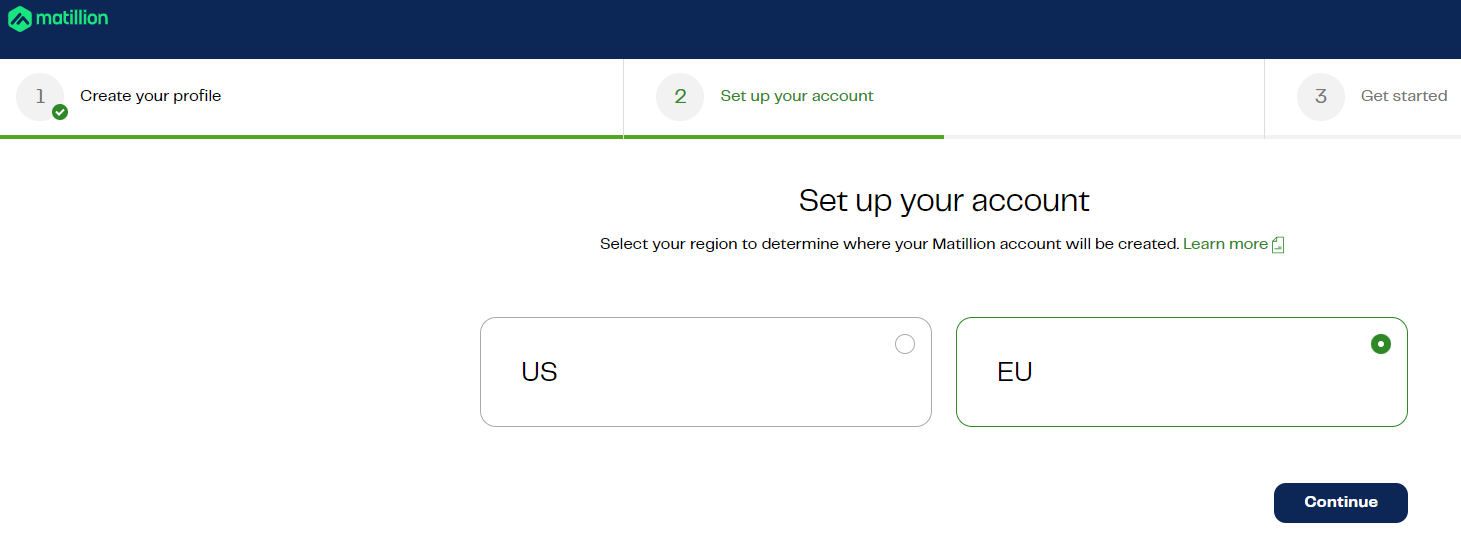 matillion
1 Create your profile
2 Set up your account
3 Get started
Set up your account
Select your region to determine where your Matillion account will be created. Learn more
US
EU
Continue